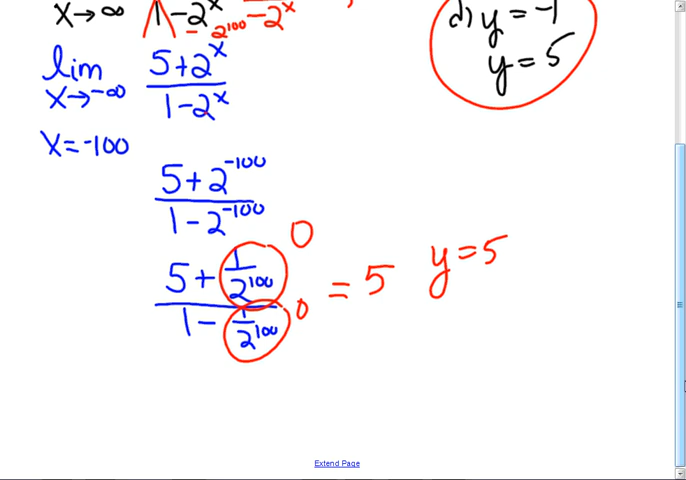 x→∞ 1-2^x 2^100 -2^x
d) y = -1
y = 5
lim x→-∞ (5+2^x)/(1-2^x)
x = -100
(5+2^-100)/(1-2^-100)
(5+1/2^100)/(1-1/2^100) 0 0 = 5 y = 5
Extend Page